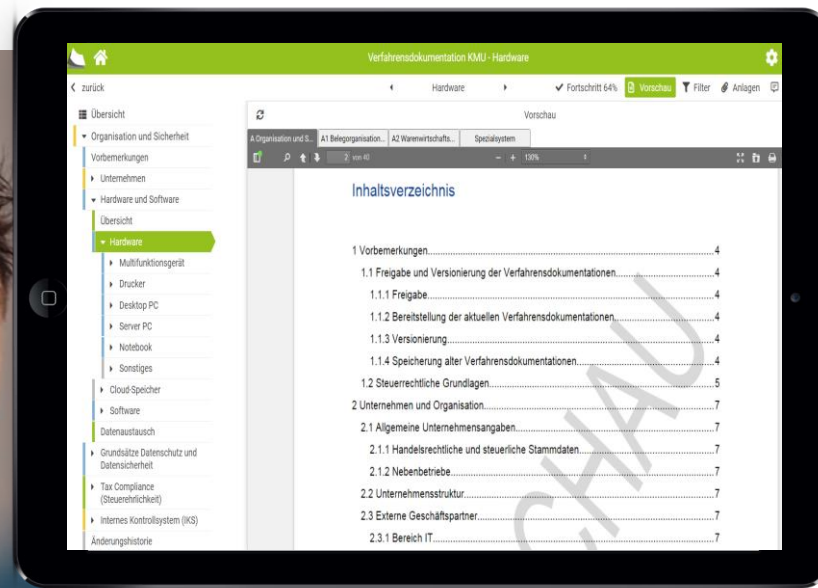 Verfahrensdokumentation KMU - Hardware
zurück
Hardware
Fortschritt 64%
Vorschau
Filter
Anlagen
Übersicht
Organisation und Sicherheit
Vorbemerkungen
Unternehmen
Hardware und Software
Übersicht
Hardware
Multifunktionsgerät
Drucker
Desktop PC
Server PC
Notebook
Sonstiges
Cloud-Speicher
Software
Datenaustausch
Grundsätze Datenschutz und
Datensicherheit
Tax Compliance
(Steuerehrlichkeit)
Internes Kontrollsystem (IKS)
Änderungshistorie
Vorschau
A Organisation und S...
A1 Belegorganisation...
A2 Warenwirtschafts...
Spezialsystem
2 von 40
130%
Inhaltsverzeichnis
1 Vorbemerkungen 4
1.1 Freigabe und Versionierung der Verfahrensdokumentationen 4
1.1.1 Freigabe 4
1.1.2 Bereitstellung der aktuellen Verfahrensdokumentationen 4
1.1.3 Versionierung 4
1.1.4 Speicherung alter Verfahrensdokumentationen 4
1.2 Steuerrechtliche Grundlagen 5
2 Unternehmen und Organisation 7
2.1 Allgemeine Unternehmensangaben 7
2.1.1 Handelsrechtliche und steuerliche Stammdaten 7
2.1.2 Nebenbetriebe 7
2.2 Unternehmensstruktur 7
2.3 Externe Geschäftspartner 7
2.3.1 Bereich IT 7
CHAU